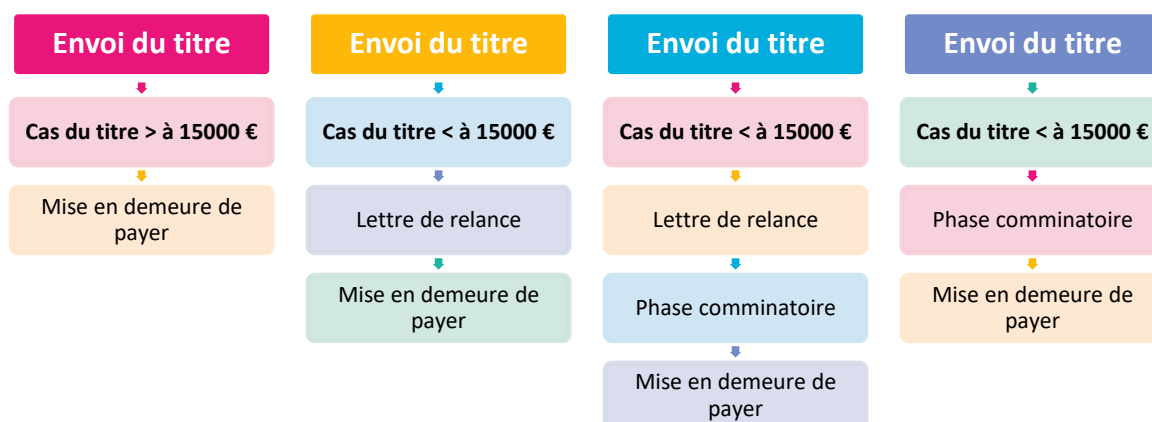 Envoi du titre
Cas du titre > à 15000 €
Mise en demeure de
payer
Envoi du titre
Cas du titre < à 15000 €
Lettre de relance
Mise en demeure de
payer
Envoi du titre
Cas du titre < à 15000 €
Lettre de relance
Phase comminatoire
Mise en demeure de
payer
Envoi du titre
Cas du titre < à 15000 €
Phase comminatoire
Mise en demeure de
payer